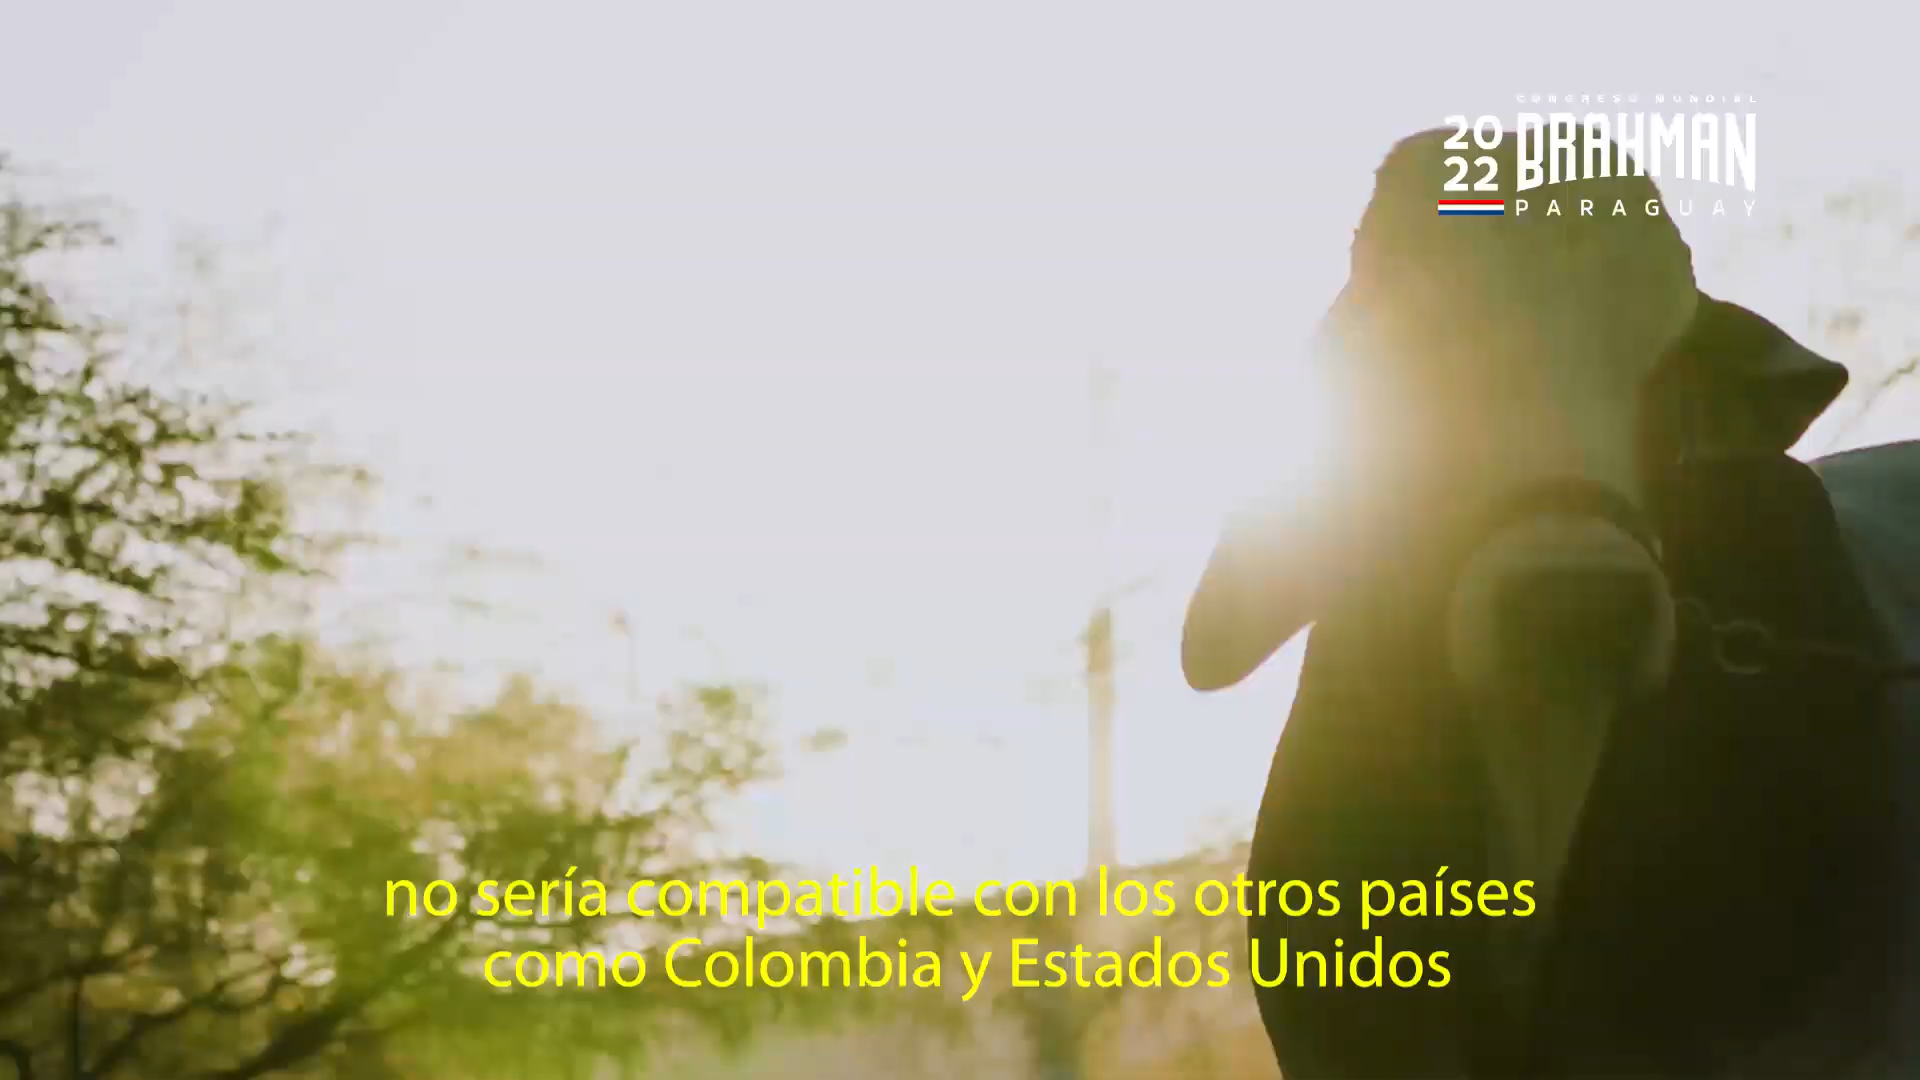 CONGRESO MUNDIAL
20
22
BRAHMAN
PARAGUAY
no sería compatible con los otros países
como Colombia y Estados Unidos